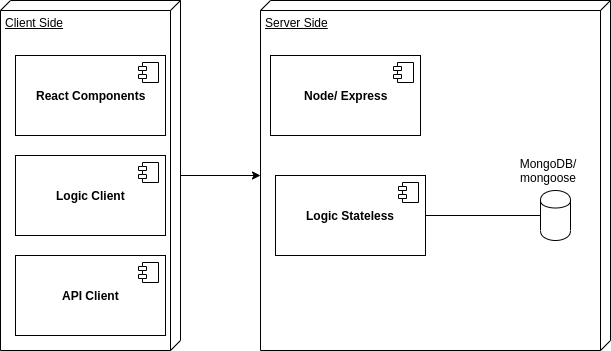 Client Side
React Components
Logic Client
API Client
Server Side
Node/ Express
Logic Stateless
MongoDB/
mongoose